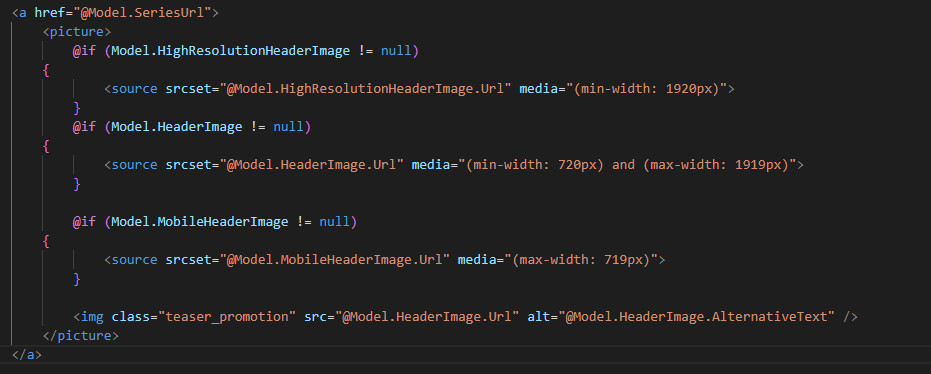 <a href="@Model.SeriesUrl">
<picture>
@if (Model.HighResolutionHeaderImage != null)
{
<source srcset="@Model.HighResolutionHeaderImage.Url" media="(min-width: 1920px)">
}
@if (Model.HeaderImage != null)
{
<source srcset="@Model.HeaderImage.Url" media="(min-width: 720px) and (max-width: 1919px)">
}
@if (Model.MobileHeaderImage != null)
{
<source srcset="@Model.MobileHeaderImage.Url" media="(max-width: 719px)">
}
<img class="teaser_promotion" src="@Model.HeaderImage.Url" alt="@Model.HeaderImage.AlternativeText" />
</picture>
</a>